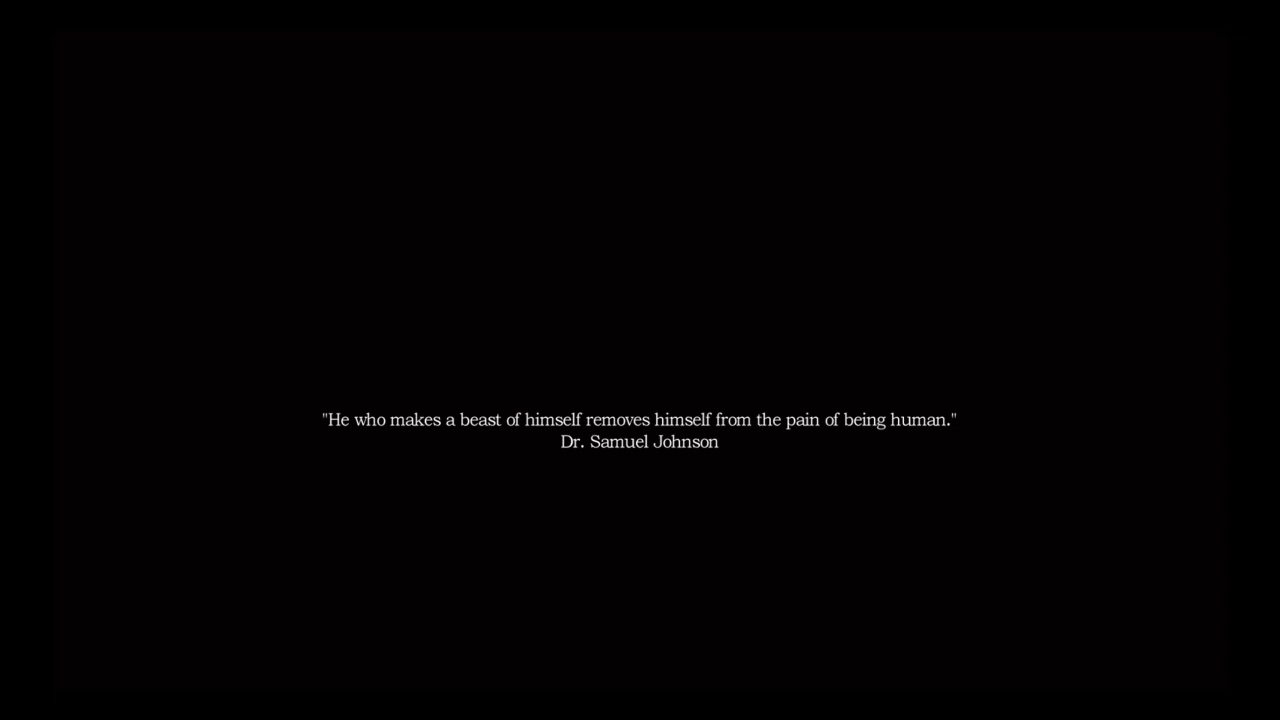 "He who makes a beast of himself removes himself from the pain of being human."
Dr. Samuel Johnson